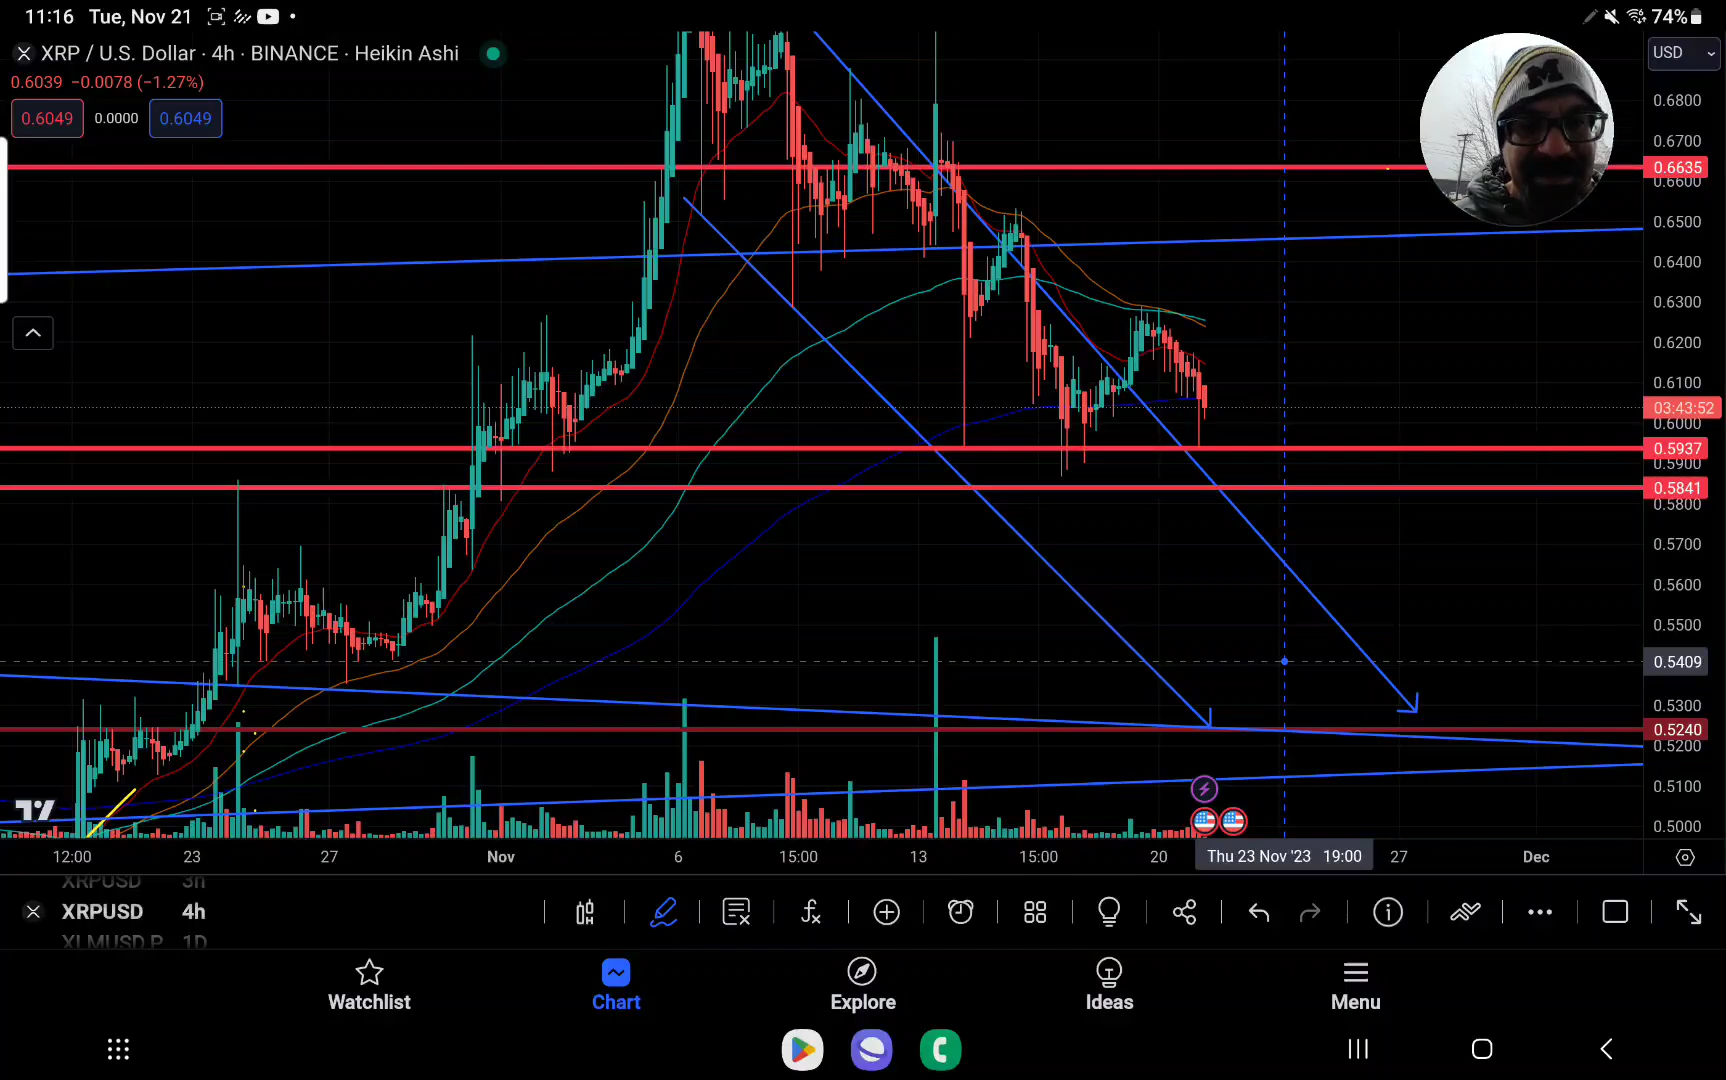 11:16 Tue, Nov 21
74%
XRP / U.S. Dollar · 4h · BINANCE · Heikin Ashi
USD
0.6039 −0.0078 (−1.27%)
0.6049 0.0000 0.6049
M
0.6800
0.6700
0.6635
0.6600
0.6500
0.6400
0.6300
0.6200
0.6100
03:43:52
0.6000
0.5937
0.5900
0.5841
0.5800
0.5700
0.5600
0.5500
0.5409
0.5300
0.5240
0.5200
0.5100
0.5000
12:00 23 27 Nov 6 15:00 13 15:00 20 Thu 23 Nov '23 19:00 27 Dec
XRPUSD 3h
XRPUSD 4h
XLMUSD.P 1D
Watchlist Chart Explore Ideas Menu